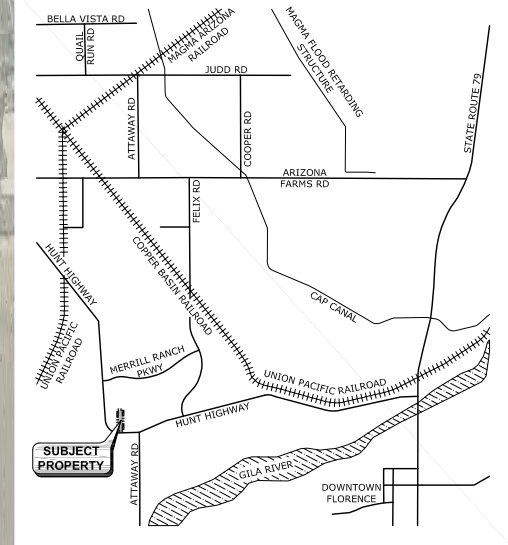 BELLA VISTA RD
QUAIL
RUN RD
MAGMA ARIZONA
RAILROAD
MAGMA FLOOD RETARDING
STRUCTURE
STATE ROUTE 79
JUDD RD
ATTAWAY RD
COOPER RD
ARIZONA
FARMS RD
FELIX RD
HUNT HIGHWAY
COPPER BASIN RAILROAD
CAP CANAL
UNION PACIFIC
RAILROAD
MERRILL RANCH
PKWY
UNION PACIFIC RAILROAD
HUNT HIGHWAY
SUBJECT
PROPERTY
ATTAWAY RD
GILA RIVER
DOWNTOWN
FLORENCE